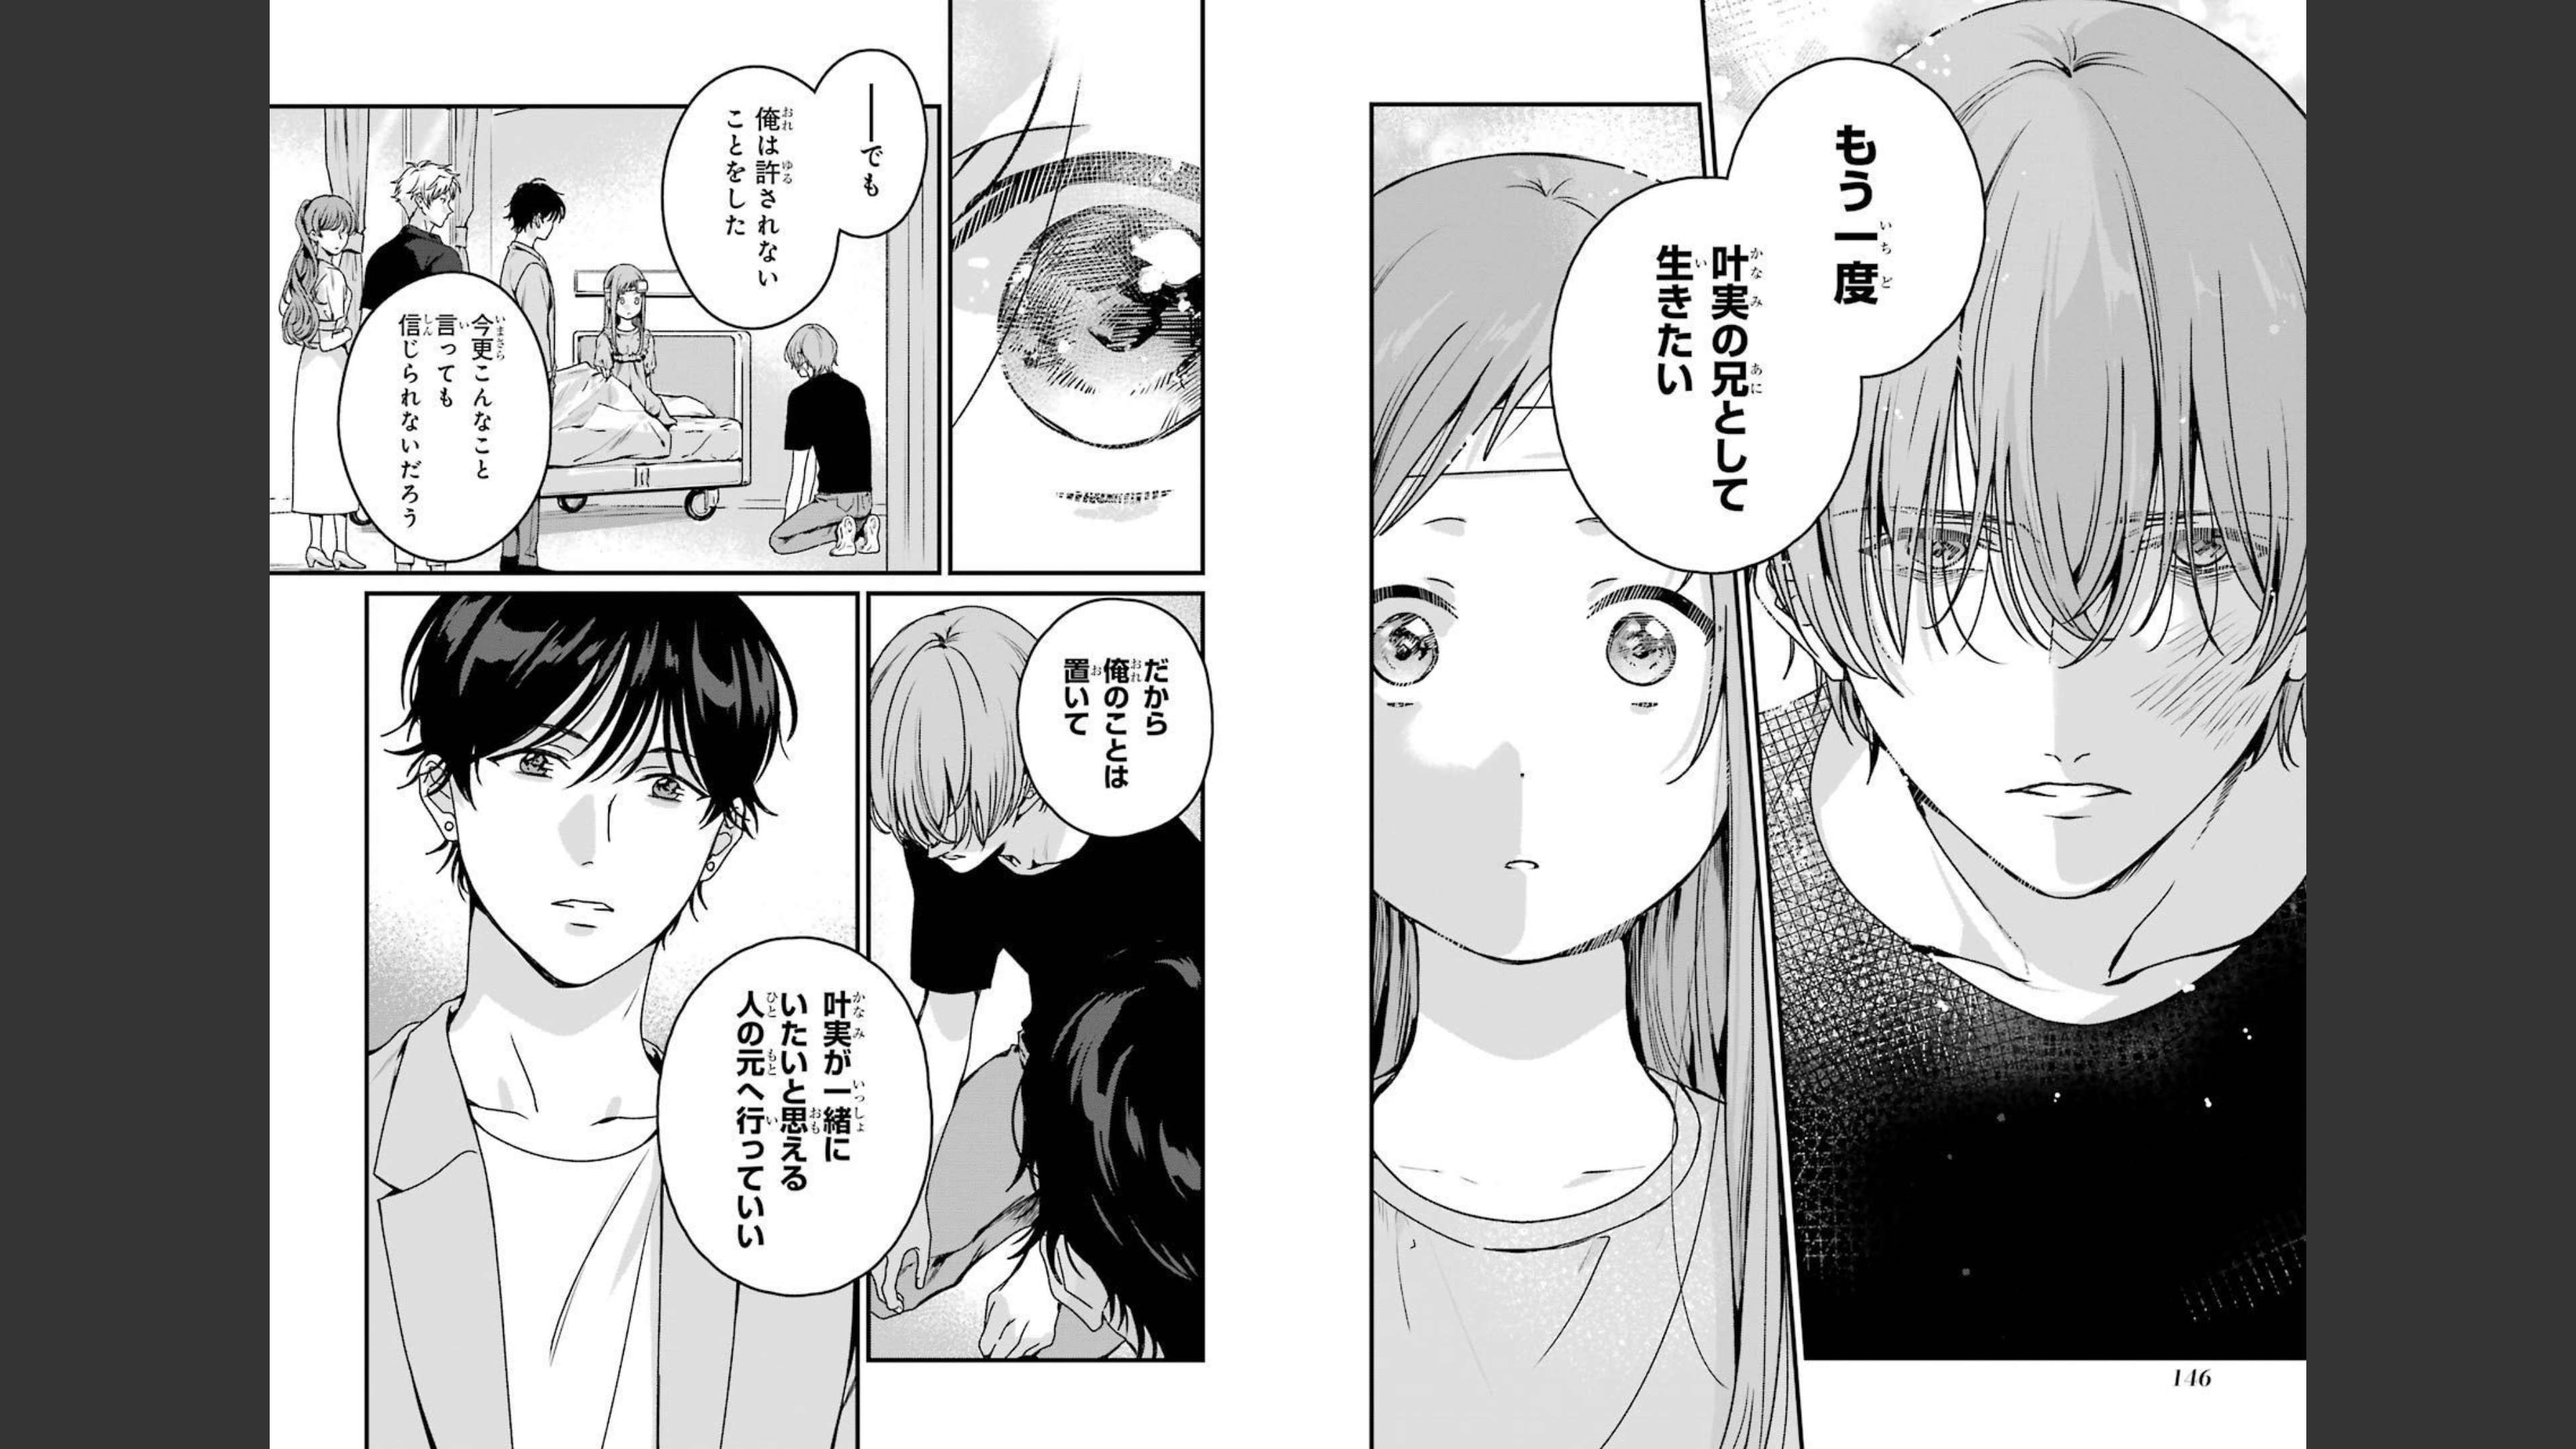 もう一度
叶実の兄として
生きたい
146
―でも
俺は許されない
ことをした
今更こんなこと
言っても
信じられないだろう
だから
俺のことは
置いて
叶実が一緒に
いたいと思える
人の元へ行っていい